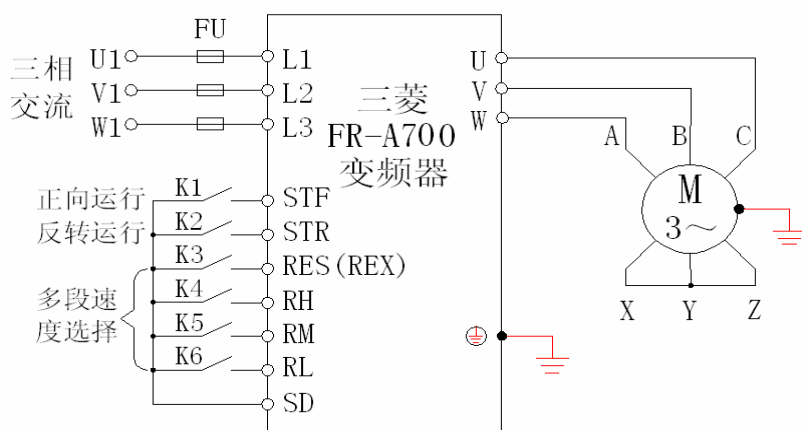 FU
三相
交流
U1
V1
W1
L1
L2
L3
三菱
FR-A700
变频器
U
V
W
A
B
C
M
3～
X
Y
Z
正向运行
反转运行
多段速
度选择
K1
K2
K3
K4
K5
K6
STF
STR
RES(REX)
RH
RM
RL
SD